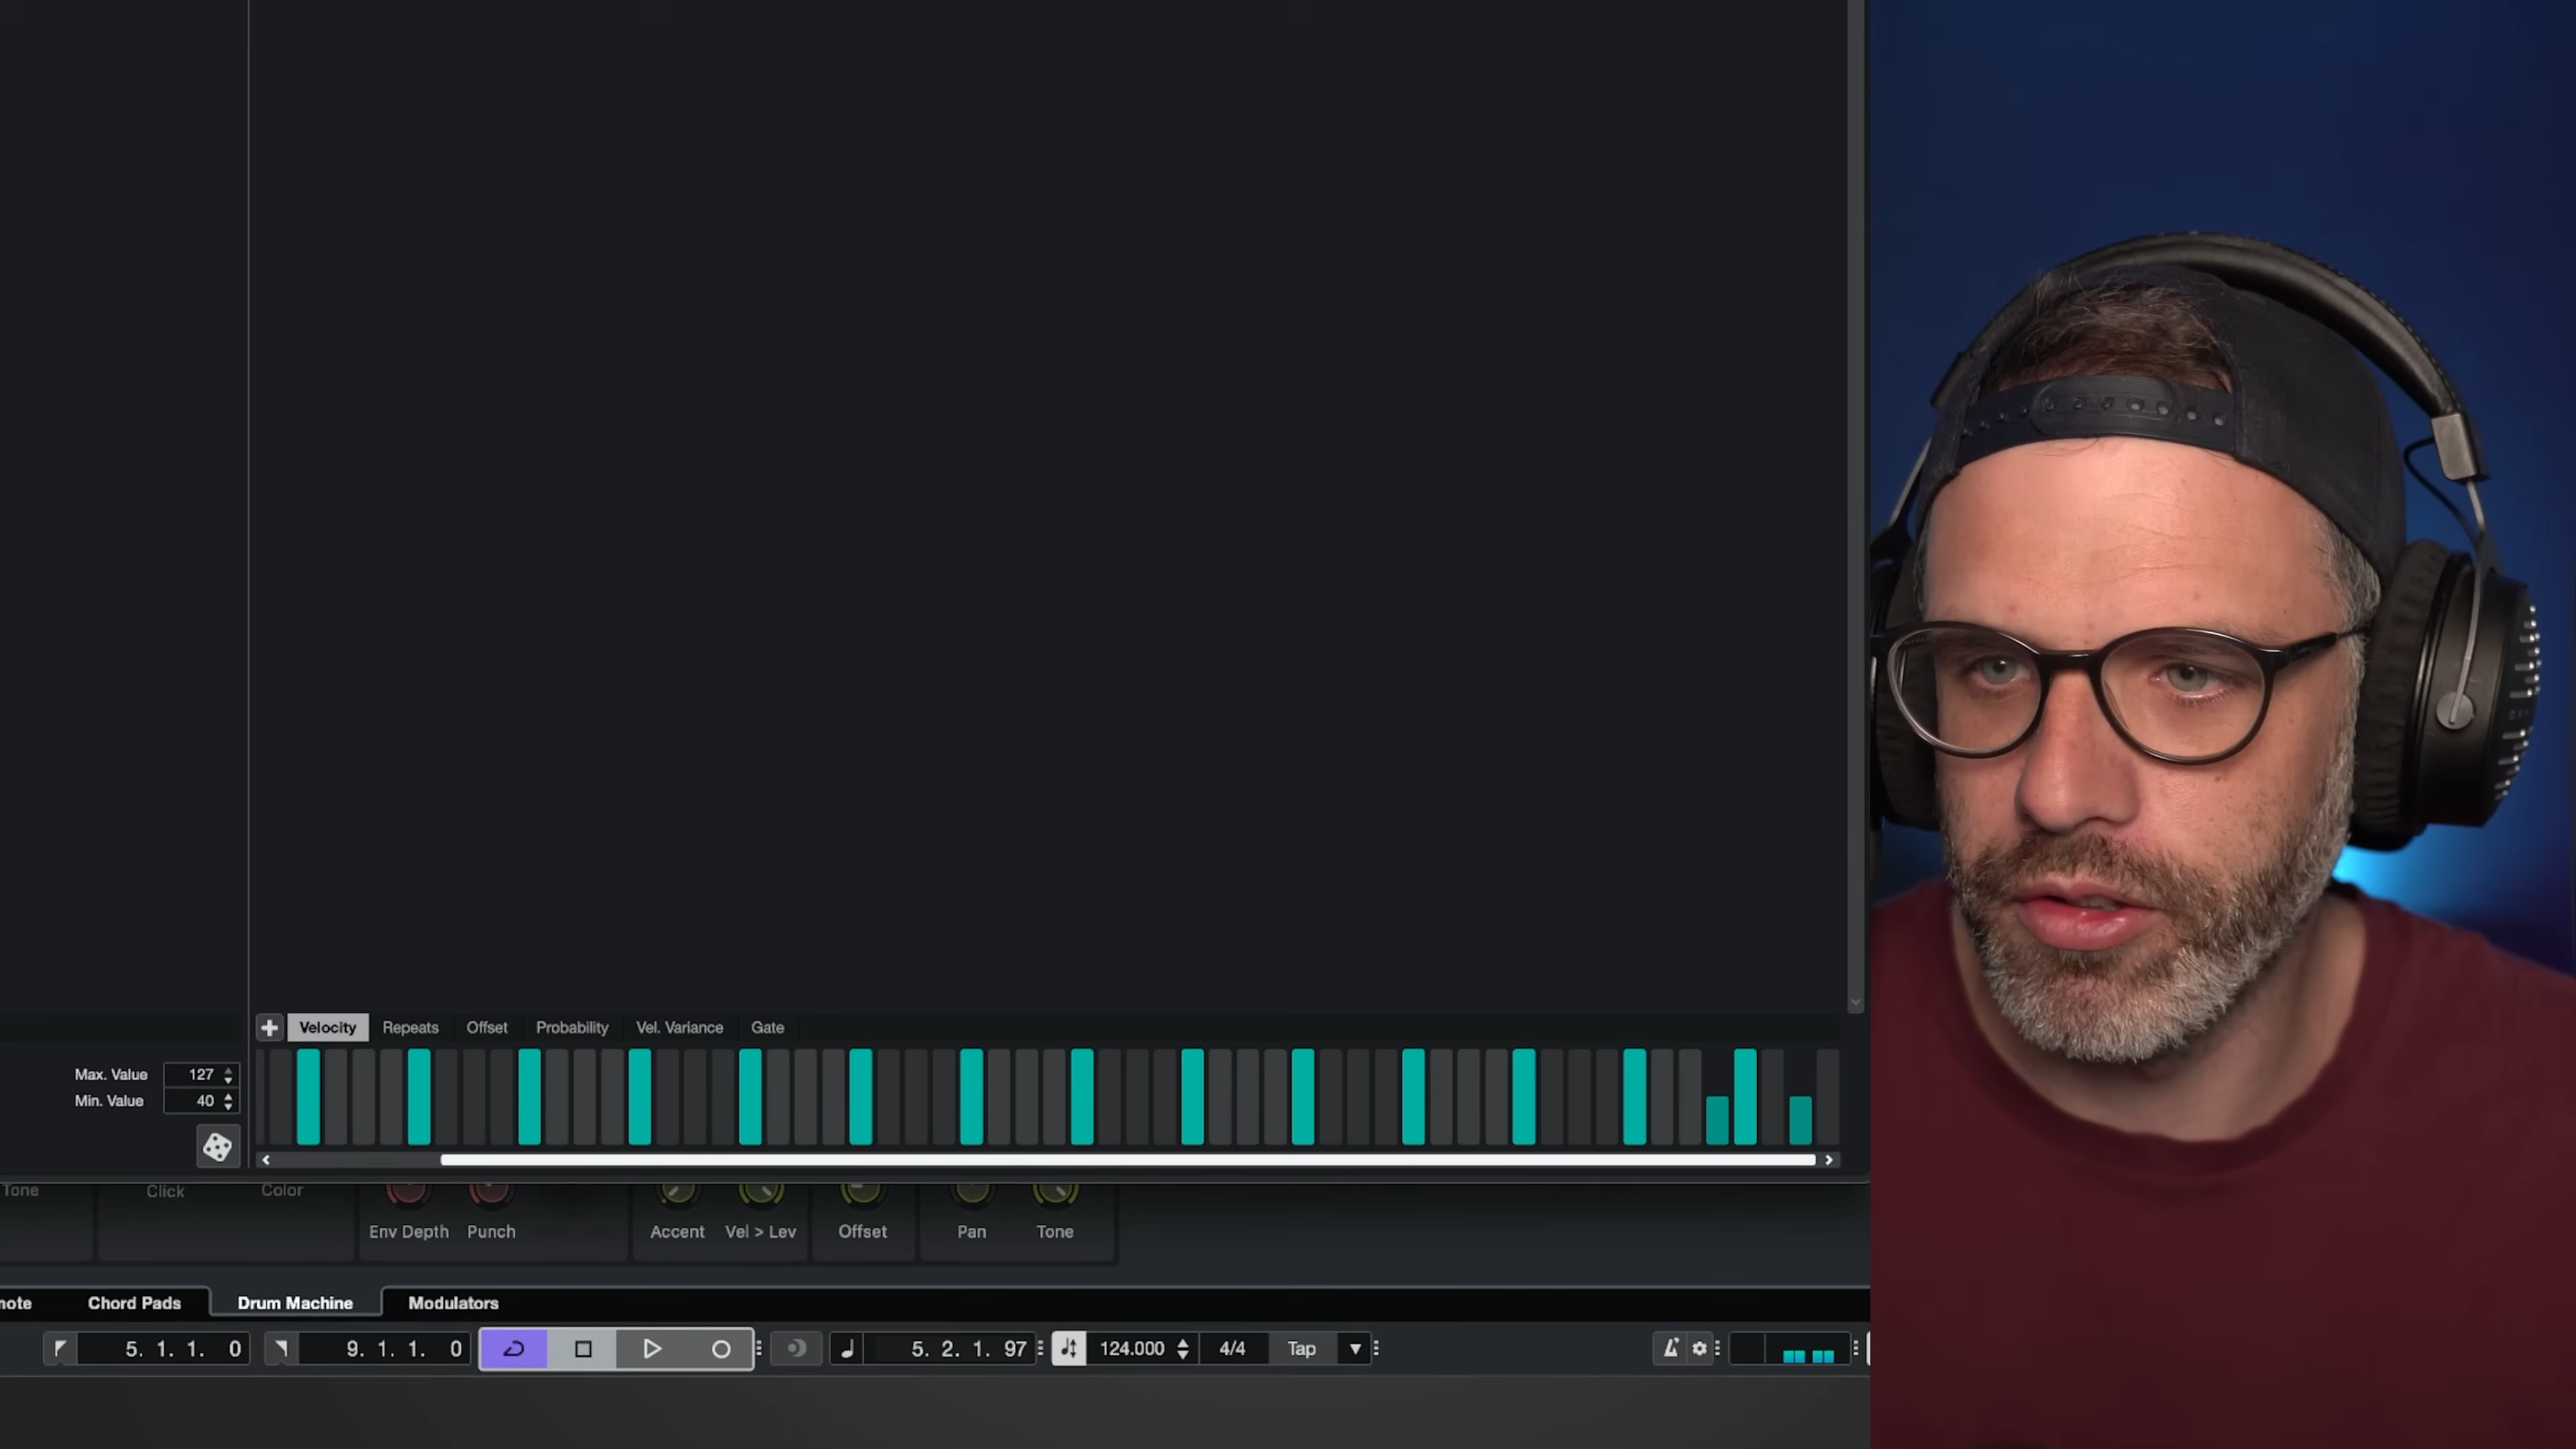 Velocity Repeats Offset Probability Vel. Variance Gate
Max. Value 127
Min. Value 40
Tone Click Color
Env Depth Punch Accent Vel > Lev Offset Pan Tone
note Chord Pads Drum Machine Modulators
5. 1. 1. 0 9. 1. 1. 0 5. 2. 1. 97 124.000 4/4 Tap